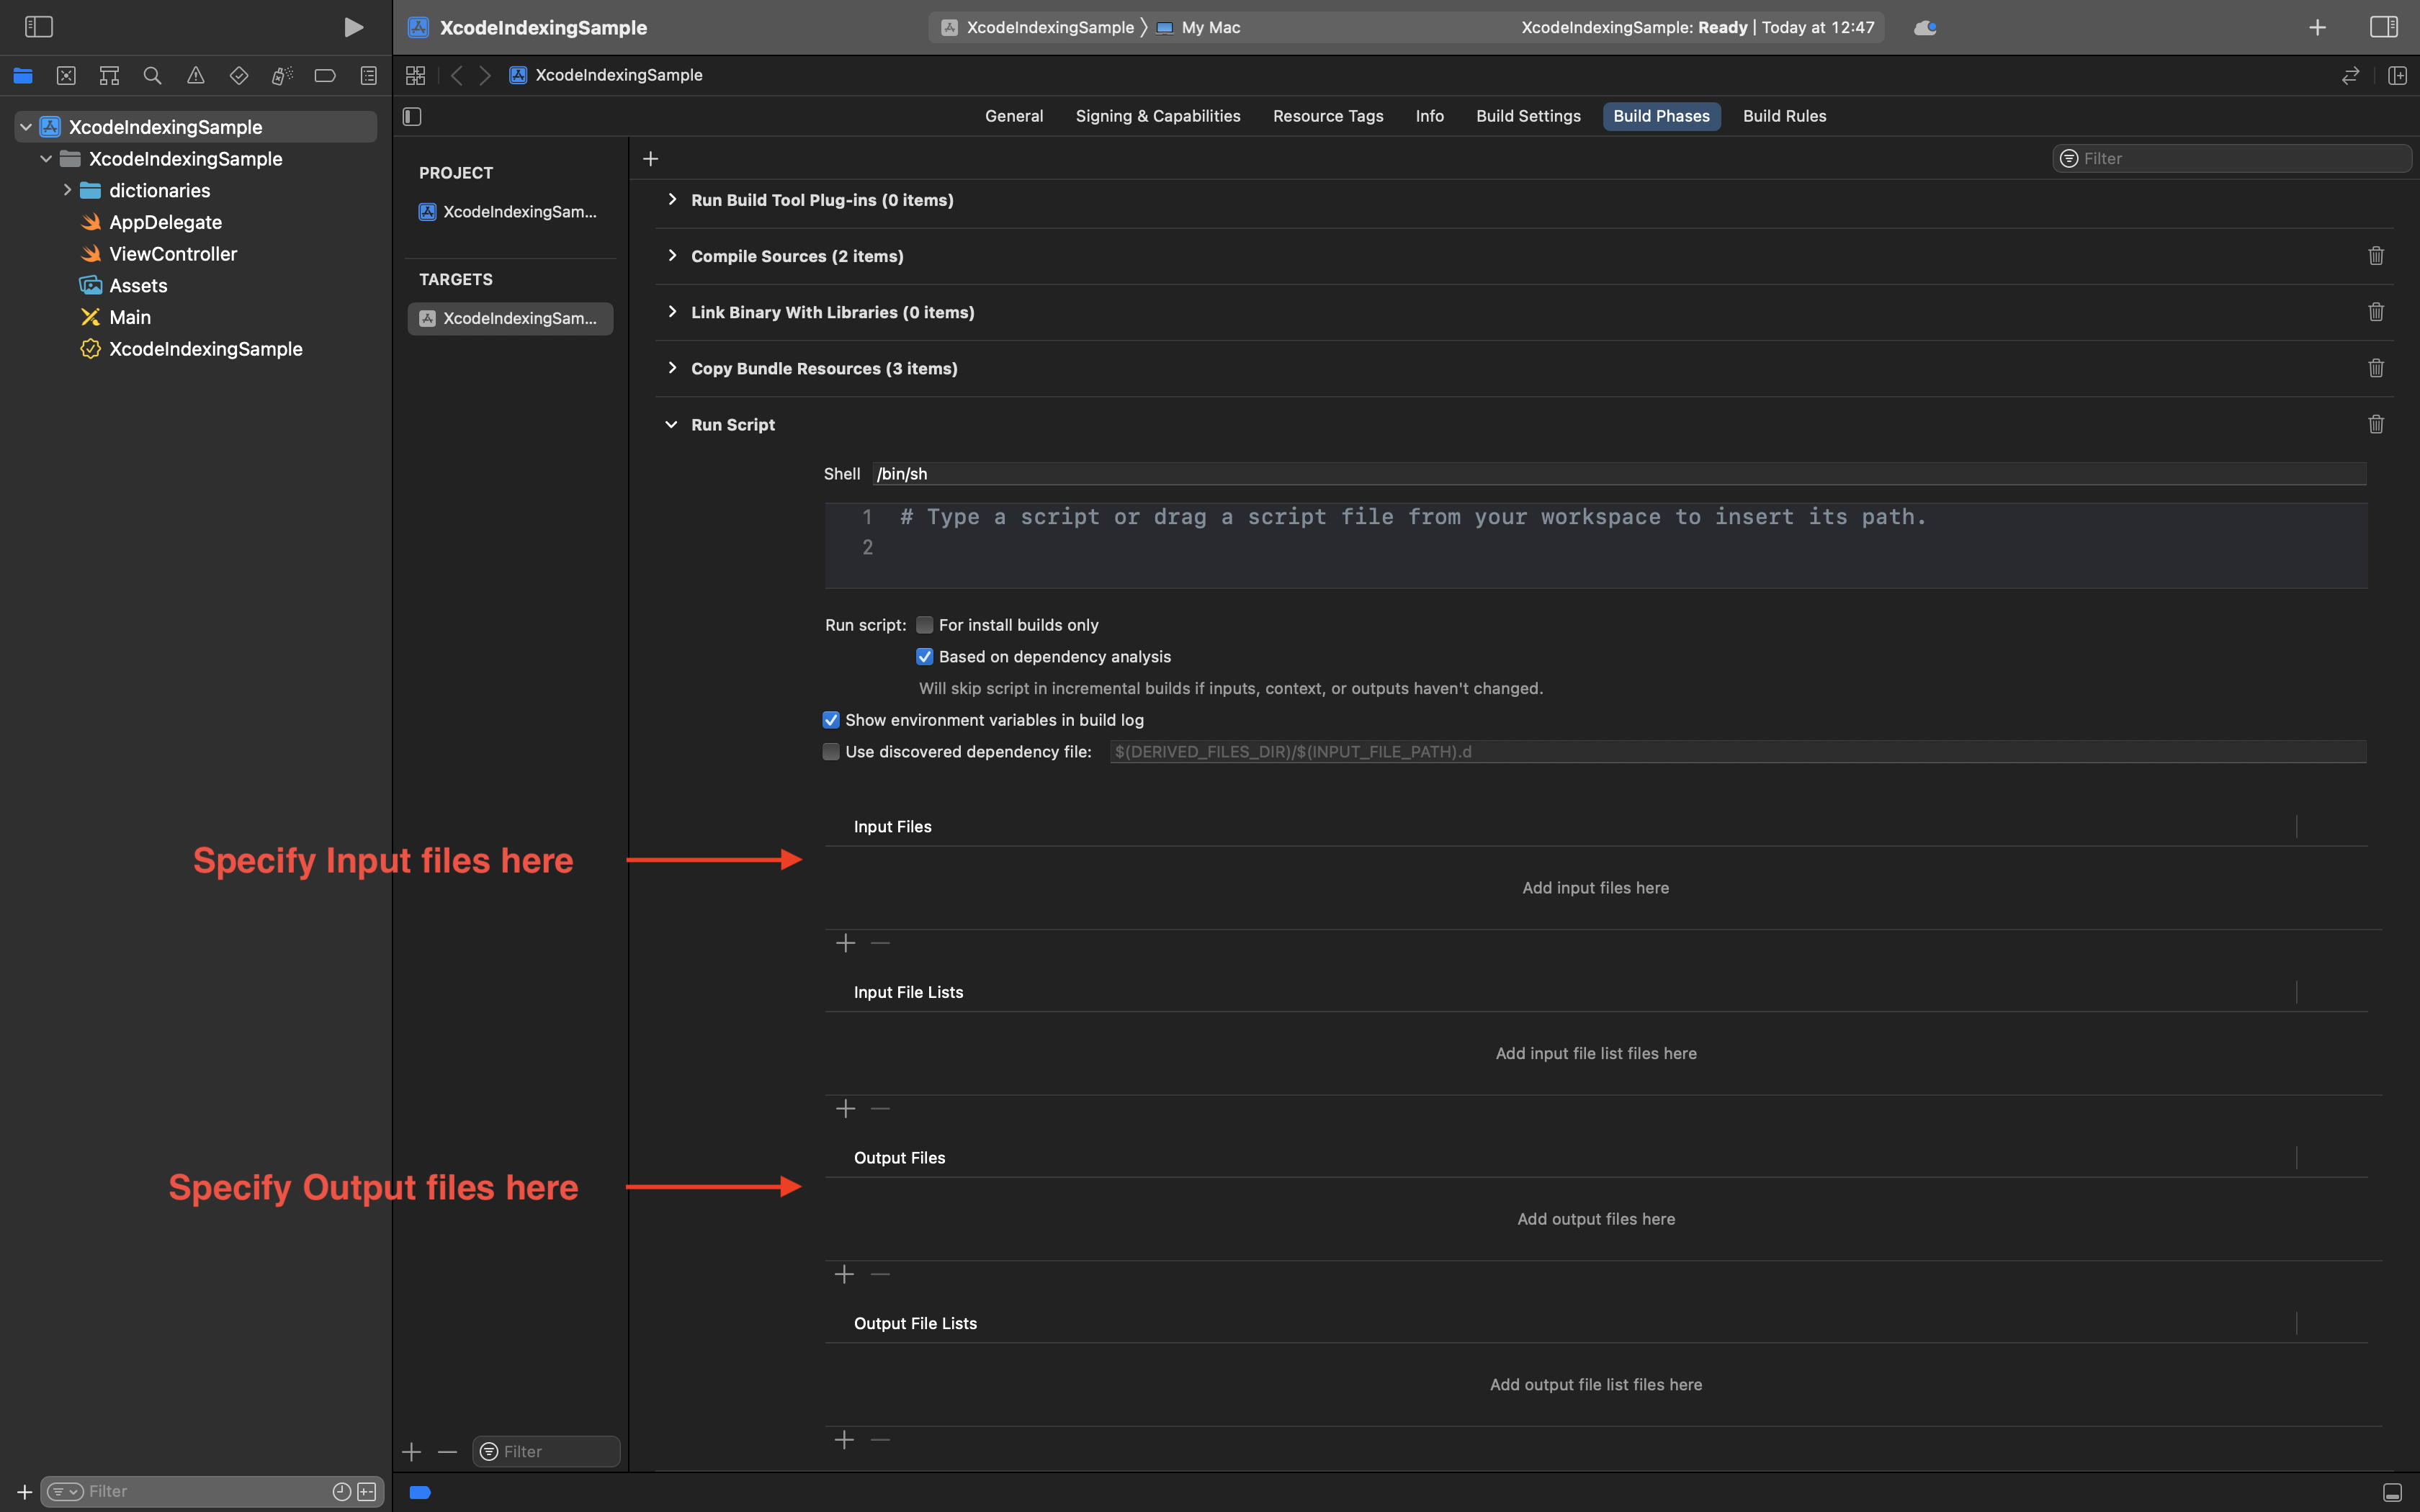 XcodeIndexingSample
XcodeIndexingSample
My Mac
XcodeIndexingSample: Ready | Today at 12:47
XcodeIndexingSample
General
Signing & Capabilities
Resource Tags
Info
Build Settings
Build Phases
Build Rules
XcodeIndexingSample
XcodeIndexingSample
dictionaries
AppDelegate
ViewController
Assets
Main
XcodeIndexingSample
PROJECT
XcodeIndexingSam...
TARGETS
XcodeIndexingSam...
Filter
Run Build Tool Plug-ins (0 items)
Compile Sources (2 items)
Link Binary With Libraries (0 items)
Copy Bundle Resources (3 items)
Run Script
Shell /bin/sh
1 # Type a script or drag a script file from your workspace to insert its path.
2
Run script: For install builds only
Based on dependency analysis
Will skip script in incremental builds if inputs, context, or outputs haven't changed.
Show environment variables in build log
Use discovered dependency file: $(DERIVED_FILES_DIR)/$(INPUT_FILE_PATH).d
Input Files
Specify Input files here
Add input files here
Input File Lists
Add input file list files here
Output Files
Specify Output files here
Add output files here
Output File Lists
Add output file list files here
Filter
Filter